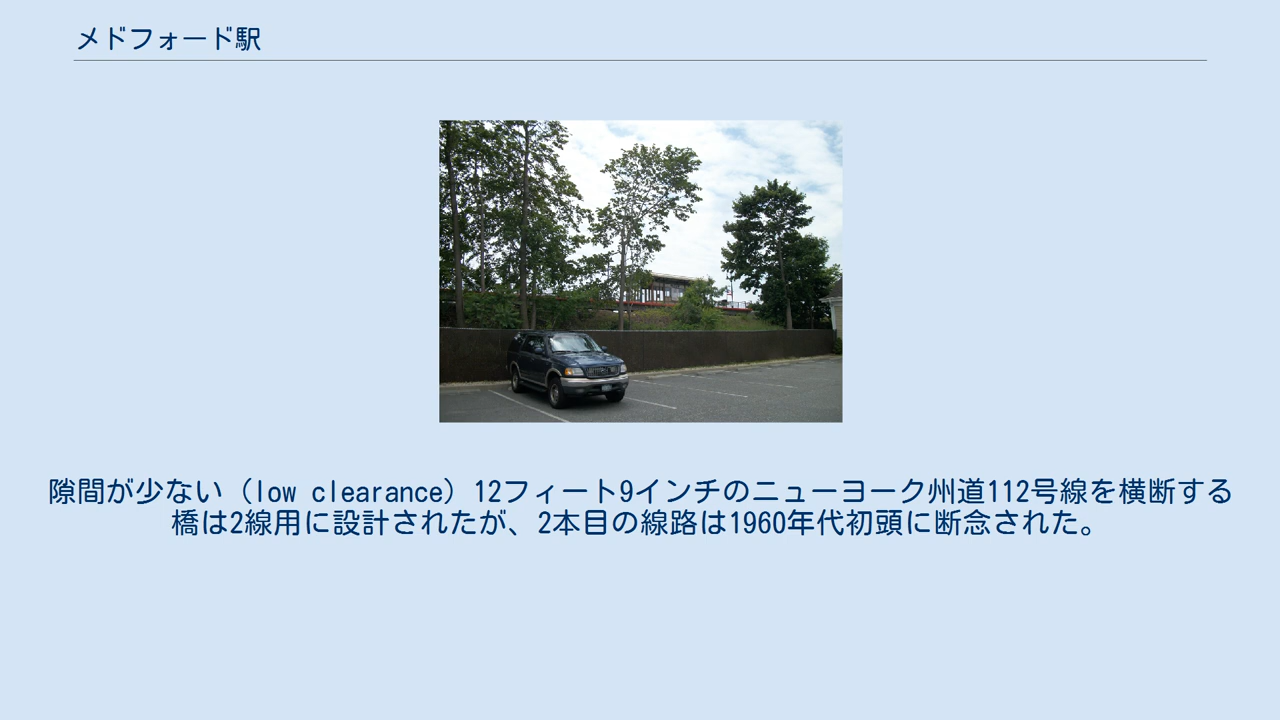 メドフォード駅
隙間が少ない（low clearance）12フィート9インチのニューヨーク州道112号線を横断する
橋は2線用に設計されたが、2本目の線路は1960年代初頭に断念された。